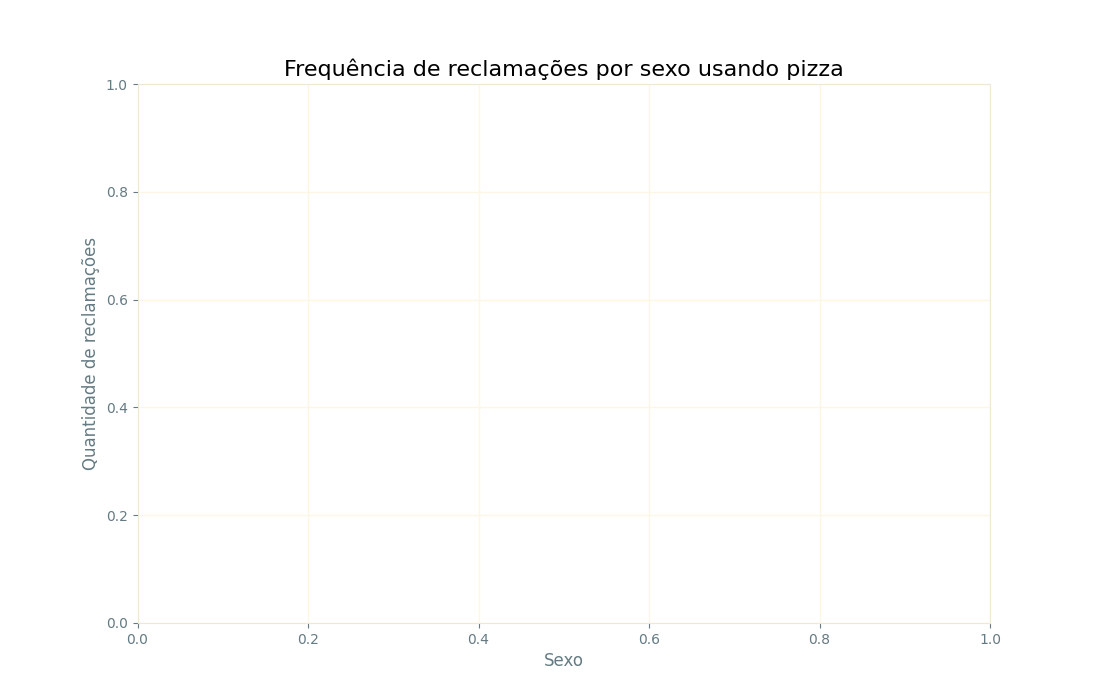 Frequência de reclamações por sexo usando pizza
1.0
0.8
0.6
0.4
0.2
0.0
Quantidade de reclamações
0.0 0.2 0.4 0.6 0.8 1.0
Sexo